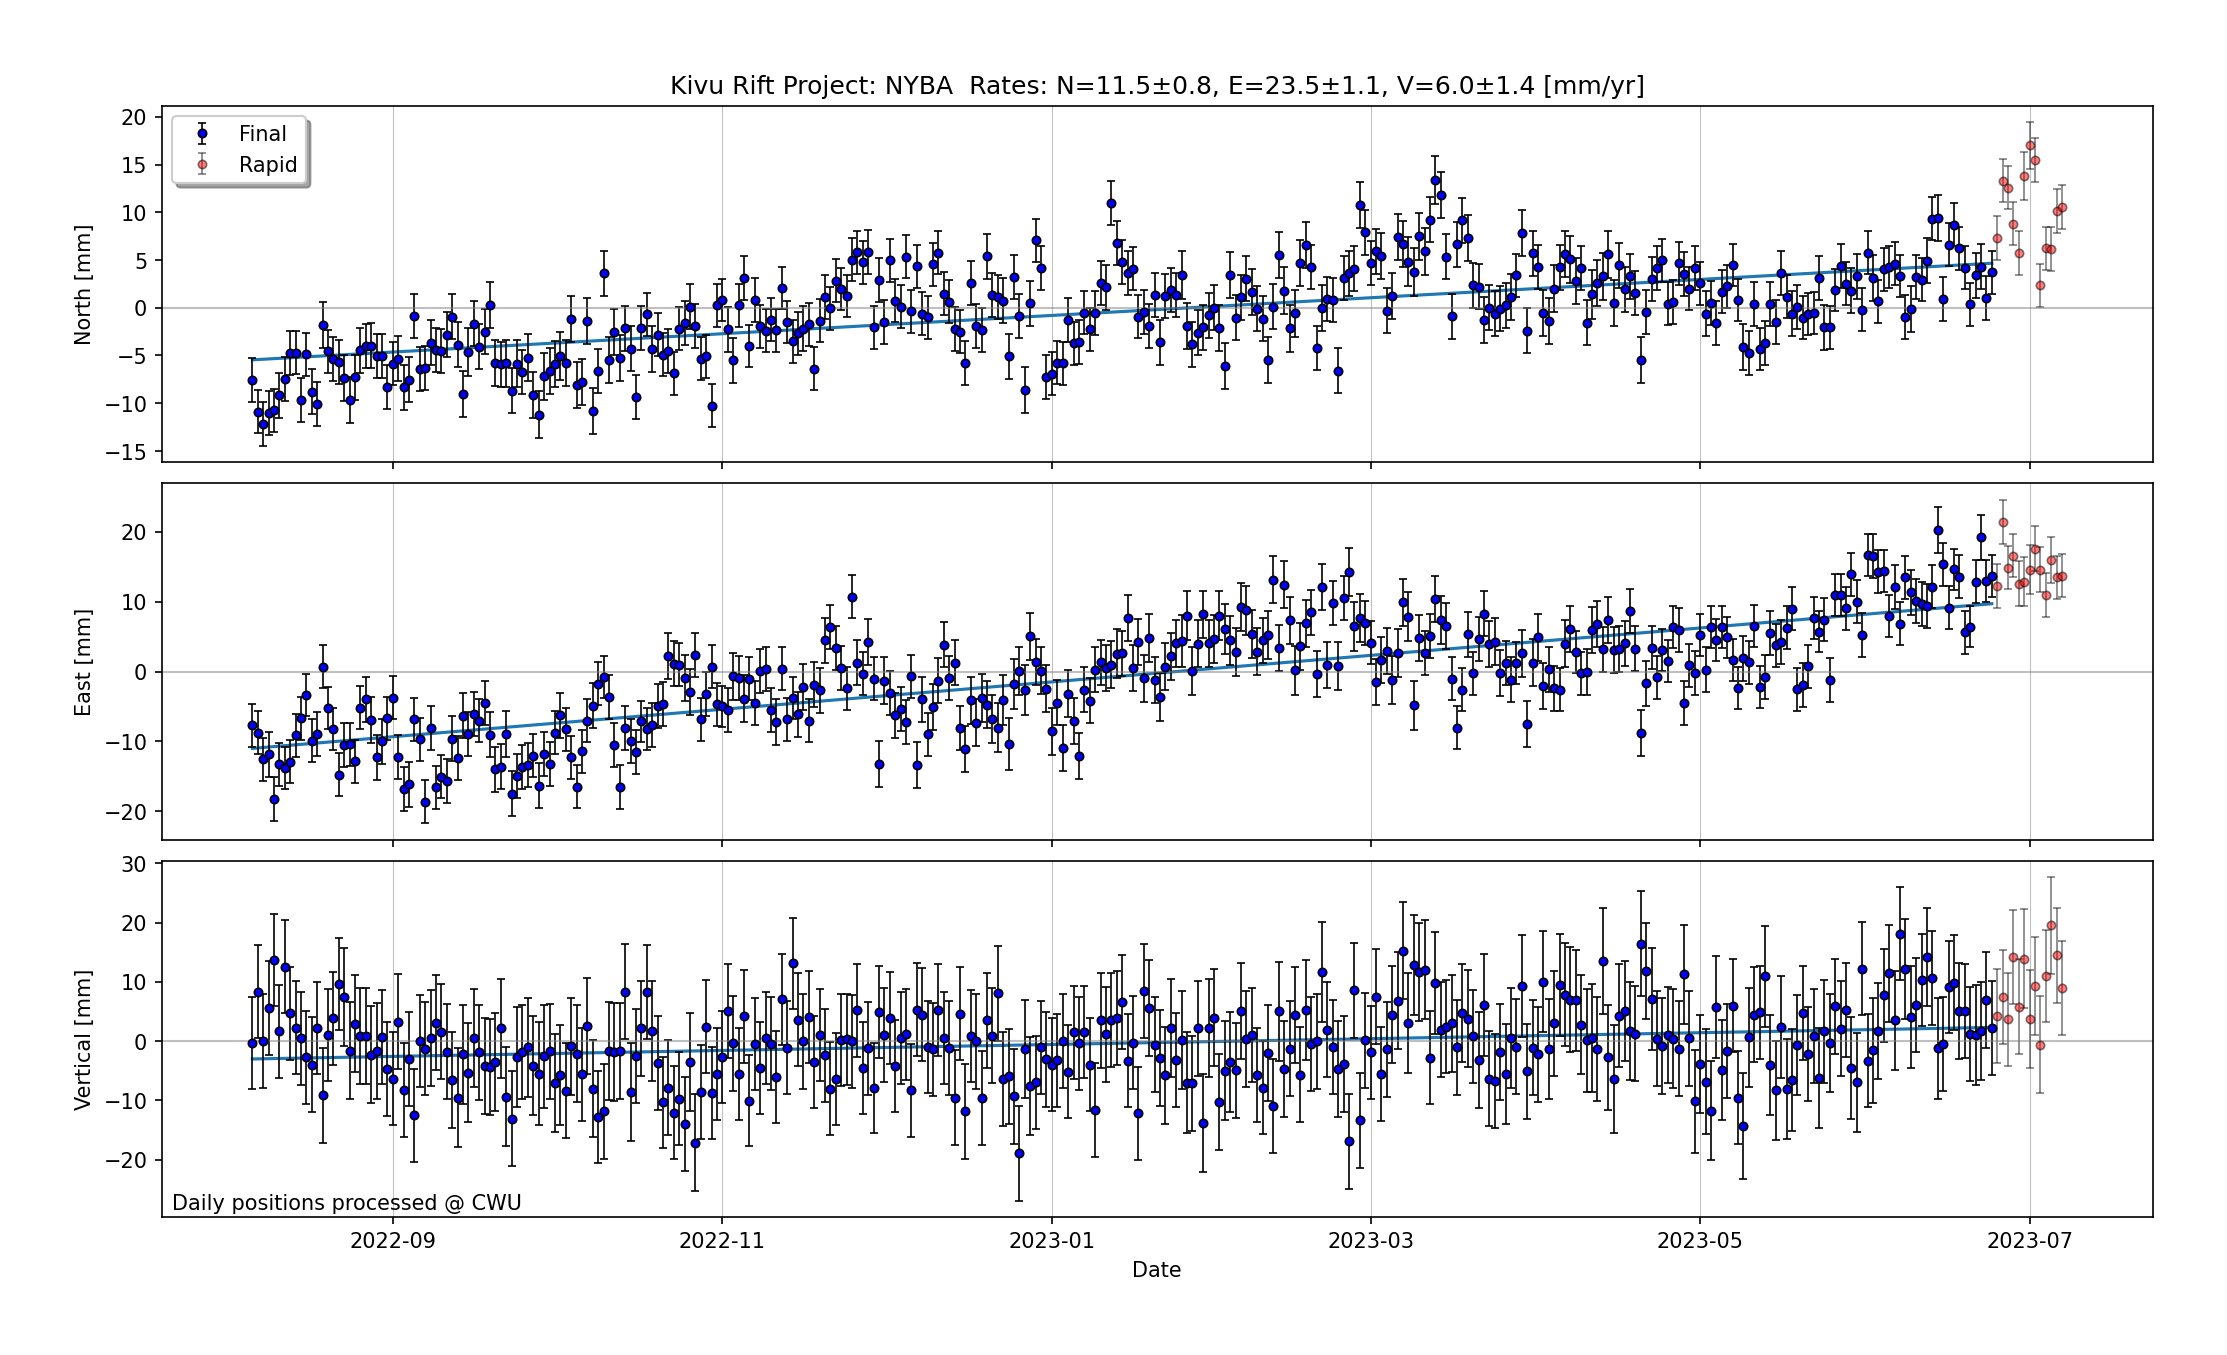 Kivu Rift Project: NYBA  Rates: N=11.5±0.8, E=23.5±1.1, V=6.0±1.4 [mm/yr]
Final
Rapid
North [mm]
20
15
10
5
0
−5
−10
−15
East [mm]
20
10
0
−10
−20
Vertical [mm]
30
20
10
0
−10
−20
Daily positions processed @ CWU
2022-09 2022-11 2023-01 2023-03 2023-05 2023-07
Date